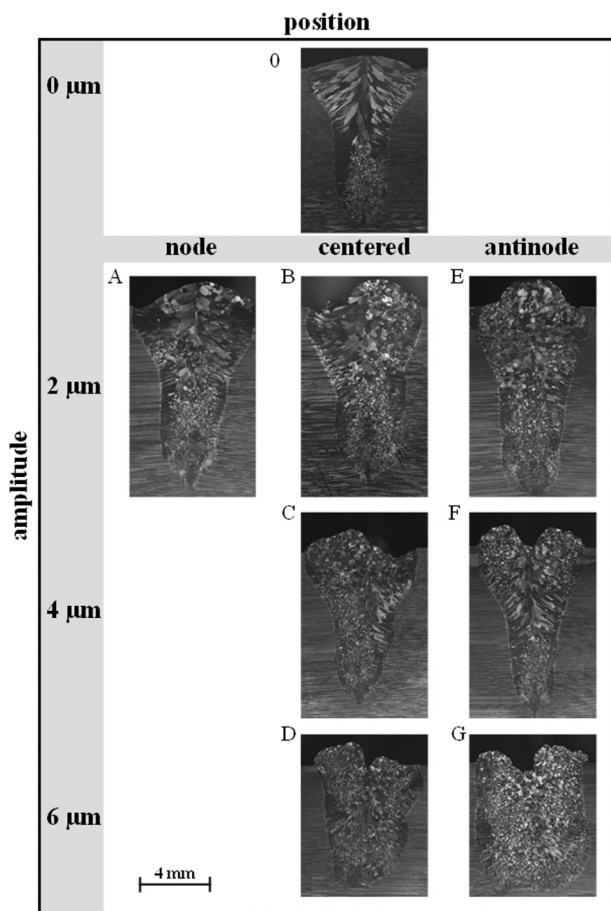 position
0
0 μm
node centered antinode
A B E
2 μm
amplitude
C F
4 μm
D G
6 μm
4 mm